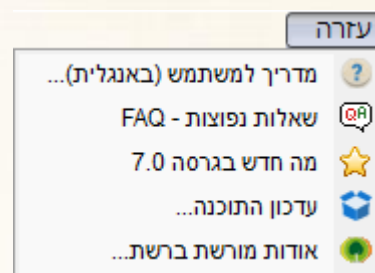 עזרה
מדריך למשתמש (באנגלית)...
שאלות נפוצות - FAQ
מה חדש בגרסה 7.0
עדכון התוכנה...
אודות מורשת ברשת...